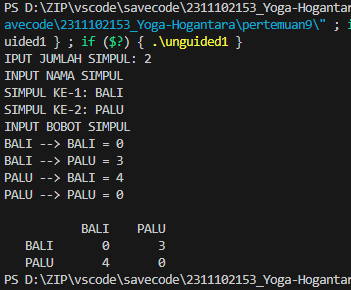 PS D:\ZIP\vscode\savecode\2311102153_Yoga-Hogant
avecode\2311102153_Yoga-Hogantara\pertemuan9\" ; i
uided1 } ; if ($?) { .\unguided1 }
IPUT JUMLAH SIMPUL: 2
INPUT NAMA SIMPUL
SIMPUL KE-1: BALI
SIMPUL KE-2: PALU
INPUT BOBOT SIMPUL
BALI --> BALI = 0
BALI --> PALU = 3
PALU --> BALI = 4
PALU --> PALU = 0
BALI PALU
BALI 0 3
PALU 4 0
PS D:\ZIP\vscode\savecode\2311102153_Yoga-Hogantar